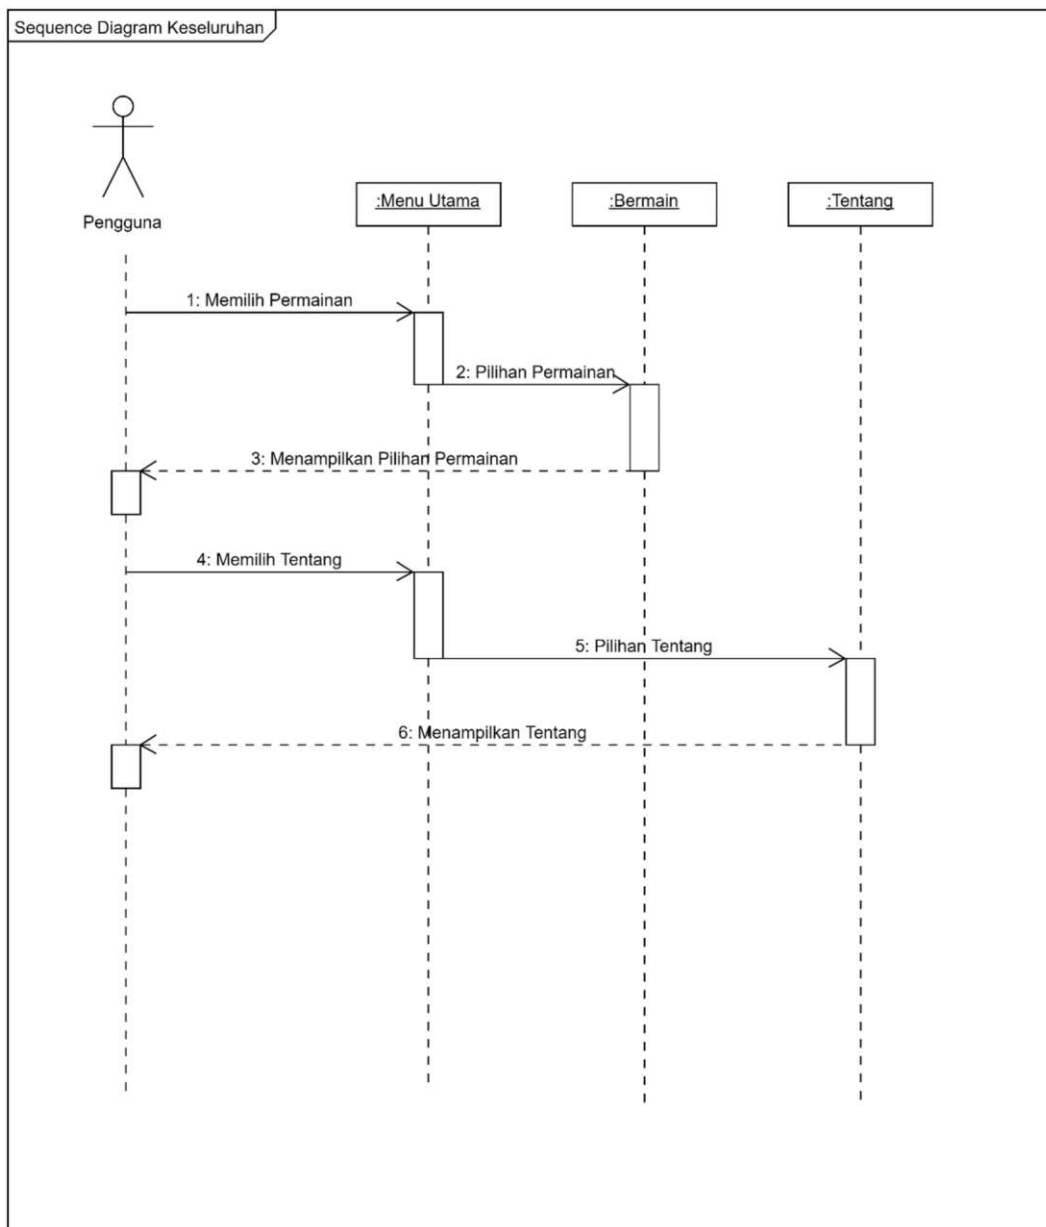 Sequence Diagram Keseluruhan
Pengguna
:Menu Utama
:Bermain
:Tentang
1: Memilih Permainan
2: Pilihan Permainan
3: Menampilkan Pilihan Permainan
4: Memilih Tentang
5: Pilihan Tentang
6: Menampilkan Tentang